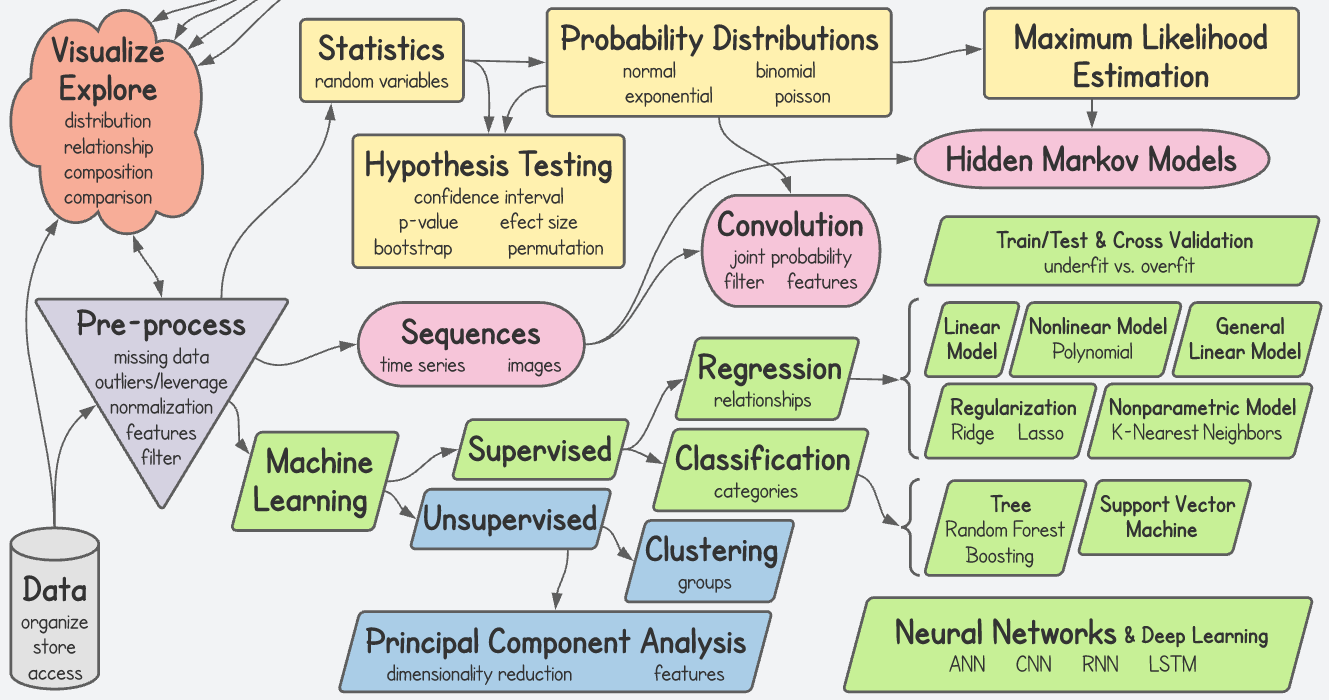 Visualize
Explore
distribution
relationship
composition
comparison
Statistics
random variables
Probability Distributions
normal binomial
exponential poisson
Maximum Likelihood
Estimation
Hypothesis Testing
confidence interval
p-value efect size
bootstrap permutation
Hidden Markov Models
Convolution
joint probability
filter features
Train/Test & Cross Validation
underfit vs. overfit
Pre-process
missing data
outliers/leverage
normalization
features
filter
Sequences
time series images
Linear
Model
Nonlinear Model
Polynomial
General
Linear Model
Regression
relationships
Regularization
Ridge Lasso
Nonparametric Model
K-Nearest Neighbors
Machine
Learning
Supervised
Classification
categories
Unsupervised
Clustering
groups
Tree
Random Forest
Boosting
Support Vector
Machine
Data
organize
store
access
Principal Component Analysis
dimensionality reduction features
Neural Networks & Deep Learning
ANN CNN RNN LSTM